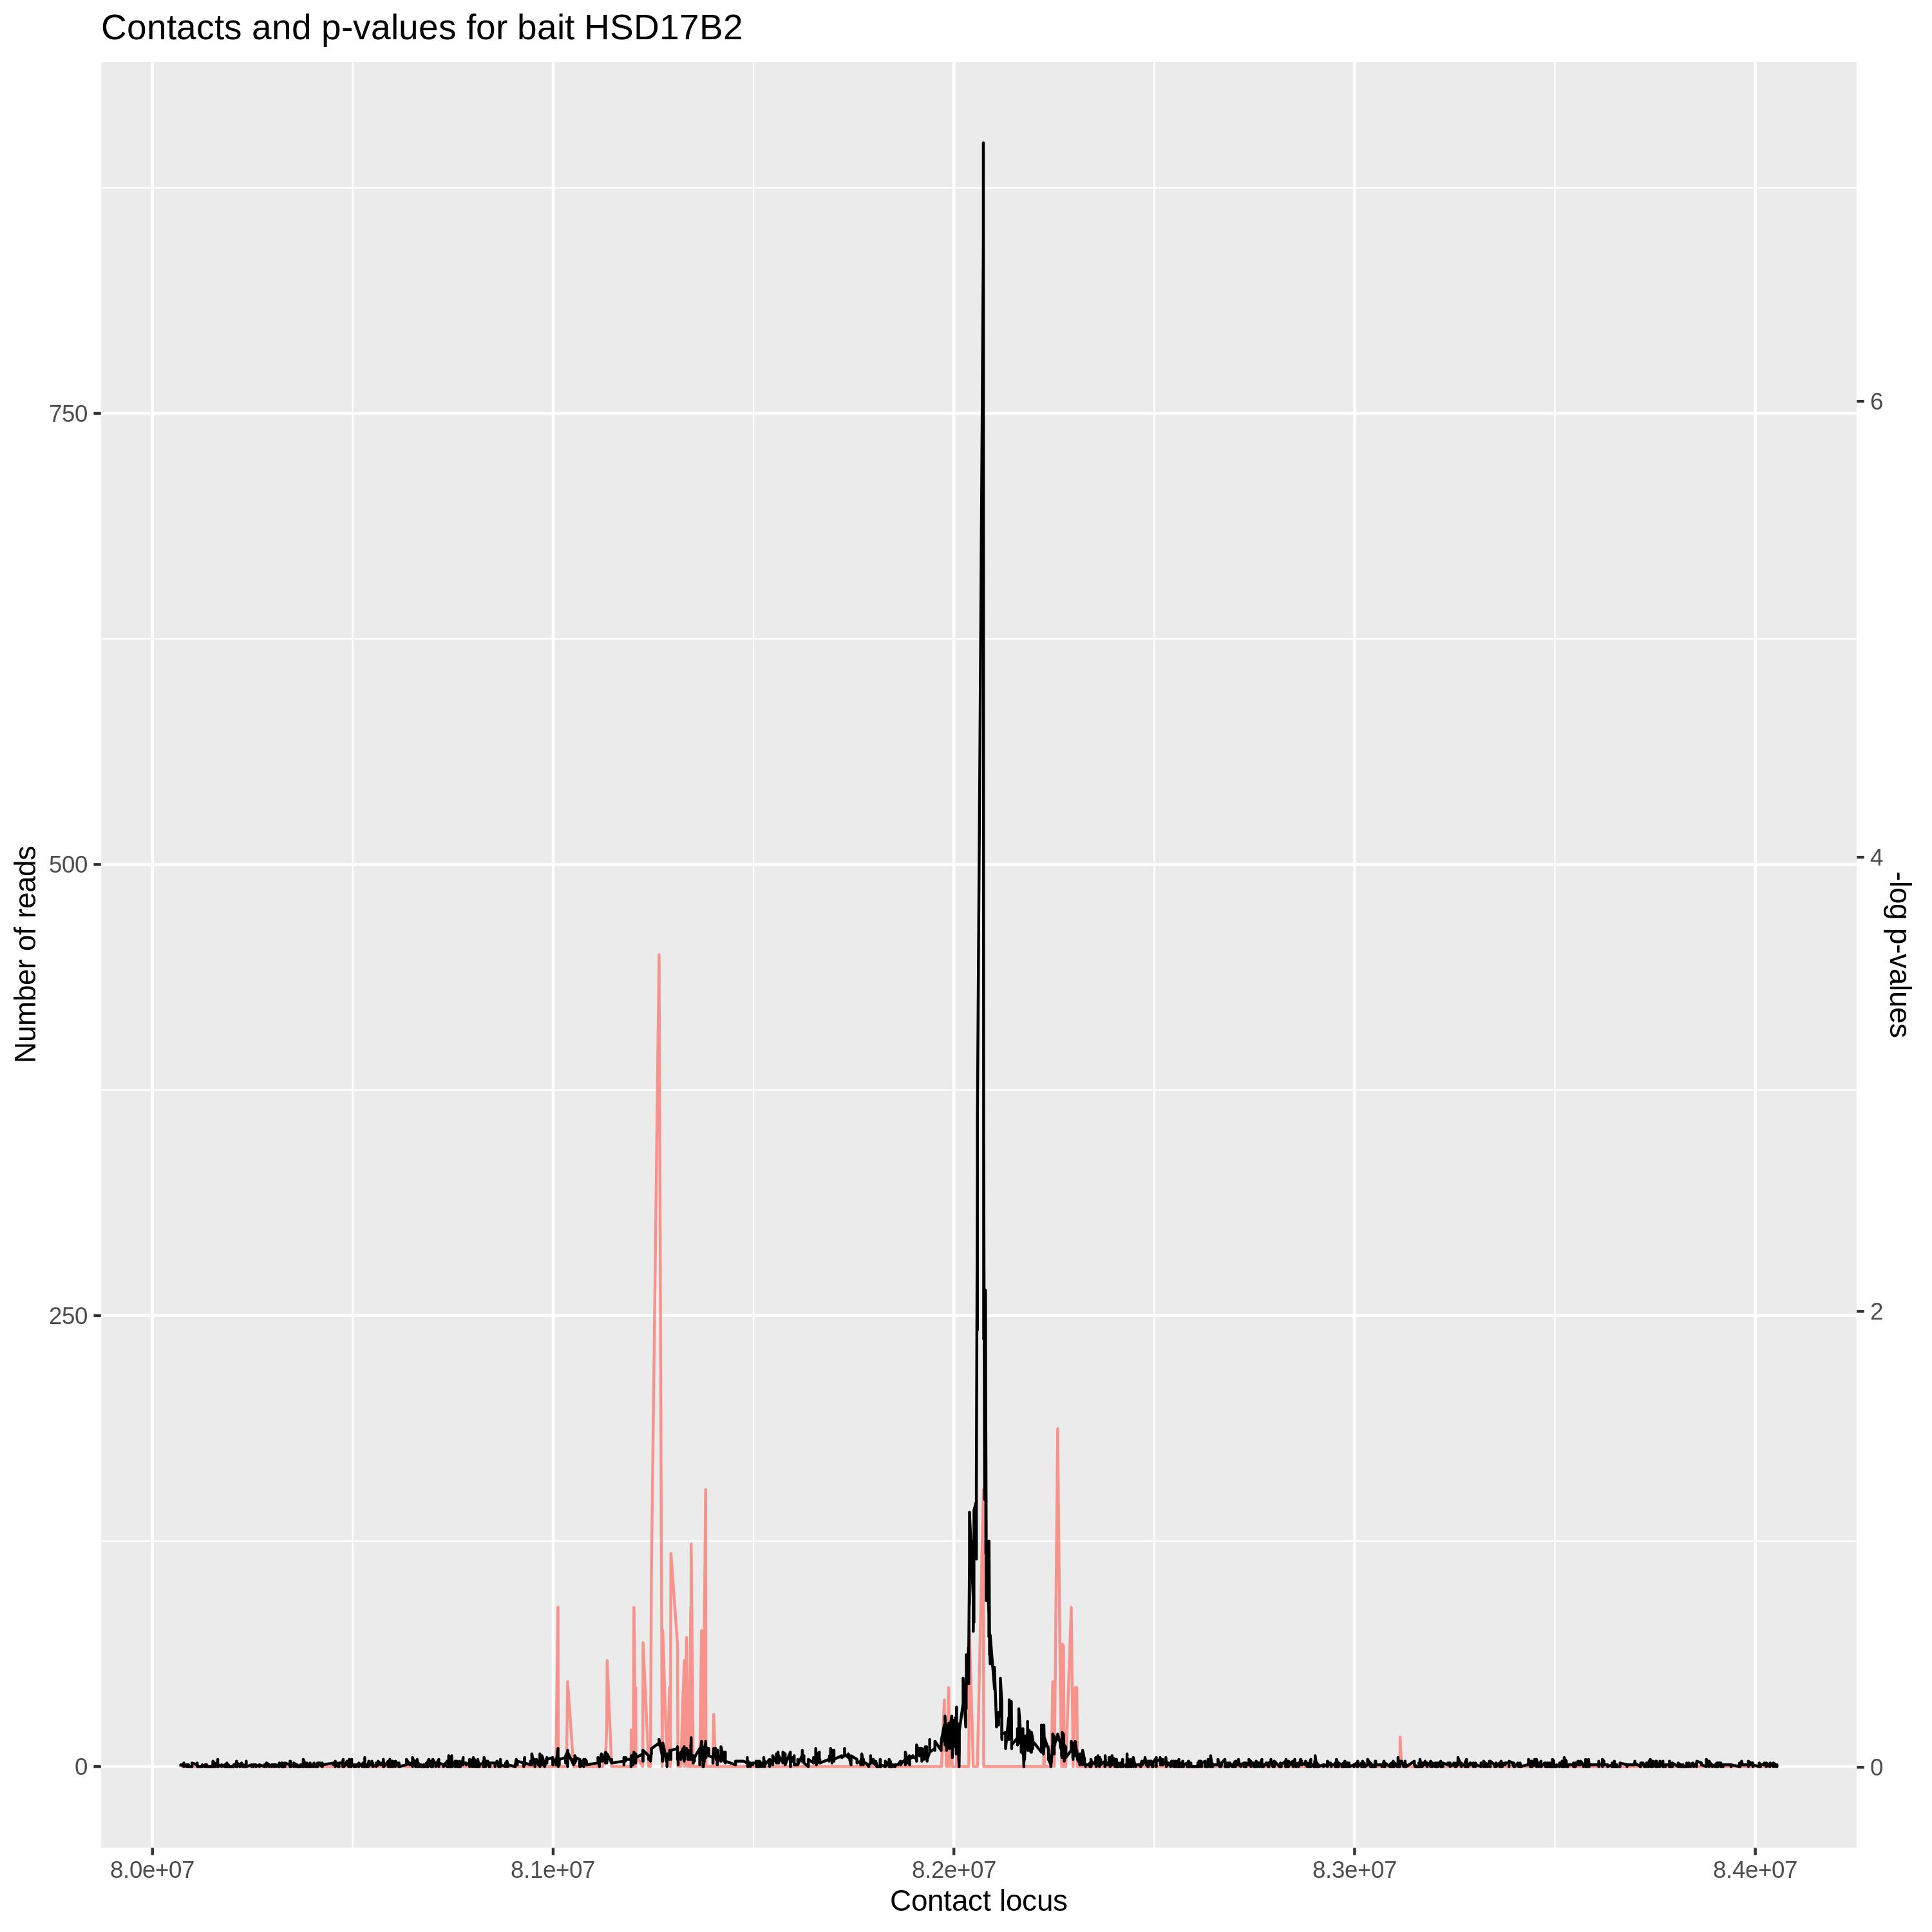 Contacts and p-values for bait HSD17B2
750
500
250
0
Number of reads
6
4
2
0
-log p-values
8.0e+07
8.1e+07
8.2e+07
8.3e+07
8.4e+07
Contact locus